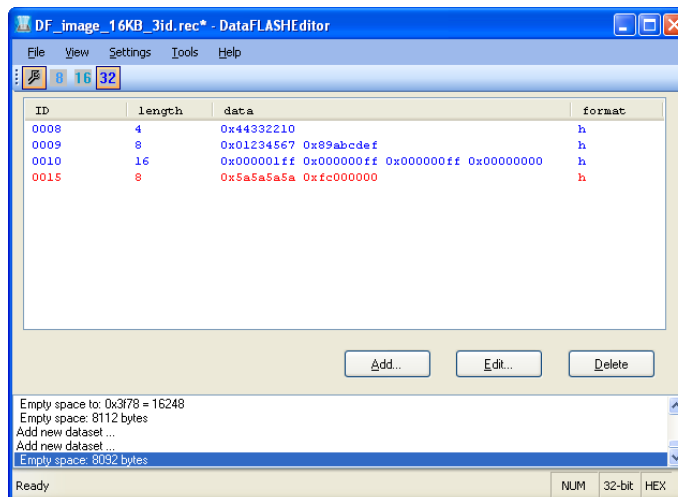 DF_image_16KB_3id.rec* - DataFLASHEditor
File View Settings Tools Help
8 16 32
ID length data format
0008 4 0x44332210 h
0009 8 0x01234567 0x89abcdef h
0010 16 0x000001ff 0x000000ff 0x000000ff 0x00000000 h
0015 8 0x5a5a5a5a 0xfc000000 h
Add... Edit... Delete
Empty space to: 0x3f78 = 16248
Empty space: 8112 bytes
Add new dataset ...
Add new dataset ...
Empty space: 8092 bytes
Ready NUM 32-bit HEX